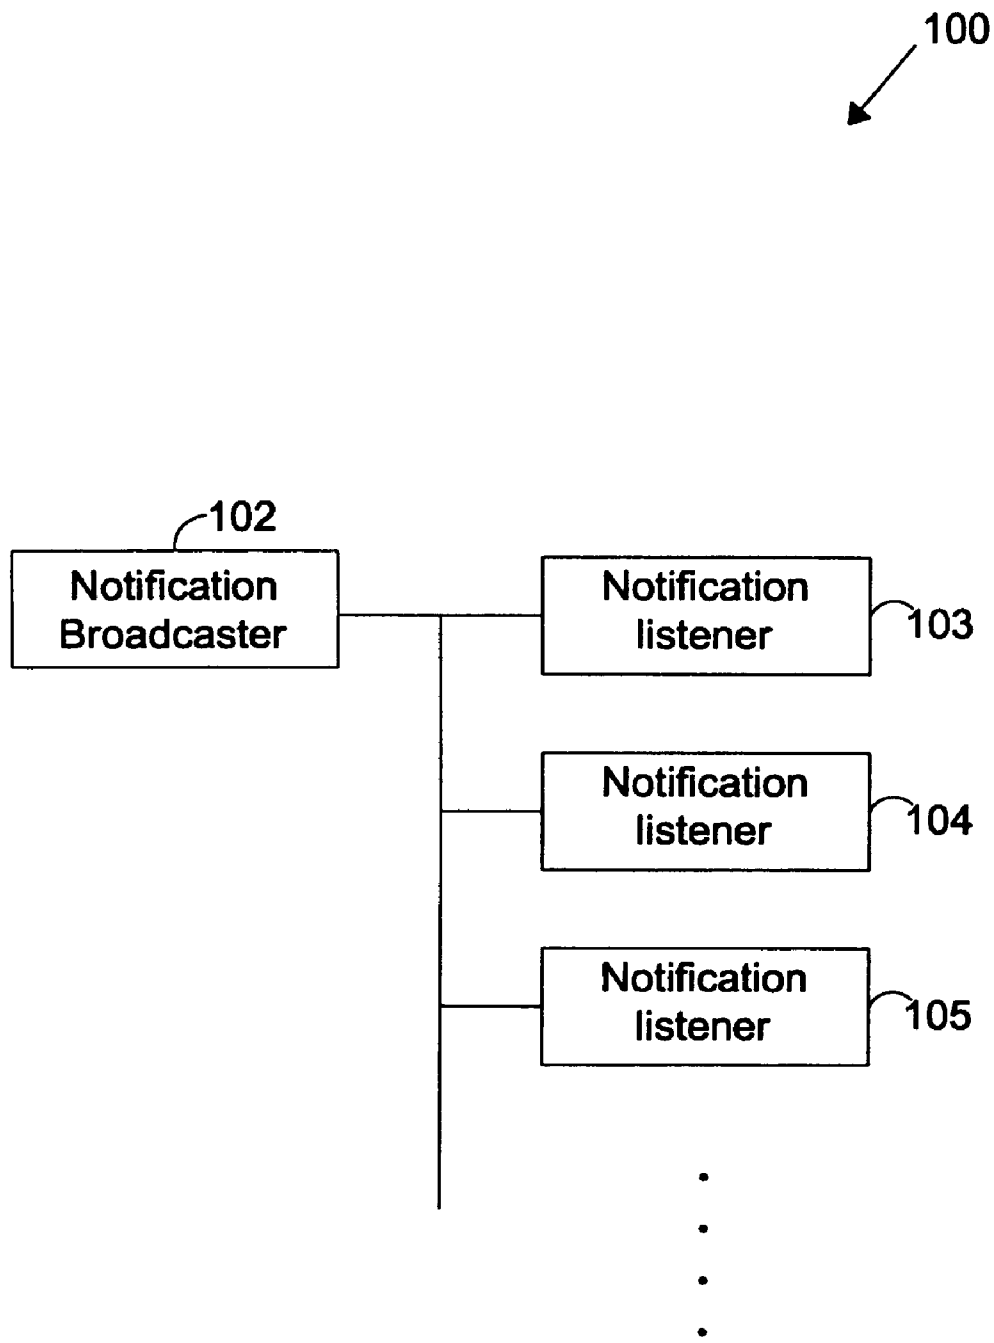 100
102
Notification
Broadcaster
Notification
listener
103
Notification
listener
104
Notification
listener
105